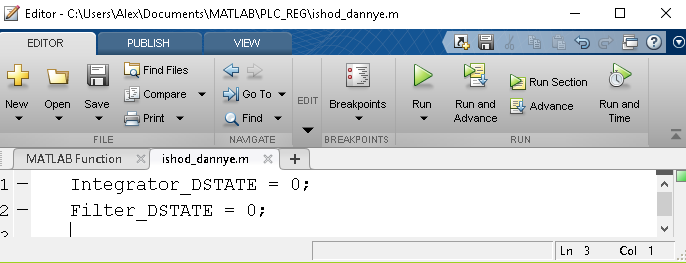 Editor - C:\Users\Alex\Documents\MATLAB\PLC_REG\ishod_dannye.m
EDITOR PUBLISH VIEW
New Open Save
Find Files
Compare
Print
FILE
Go To
Find
NAVIGATE
EDIT
Breakpoints
BREAKPOINTS
Run
Run and Advance
Run Section
Advance
Run and Time
RUN
MATLAB Function × ishod_dannye.m × +
1 – Integrator_DSTATE = 0;
2 – Filter_DSTATE = 0;
3
Ln 3 Col 1